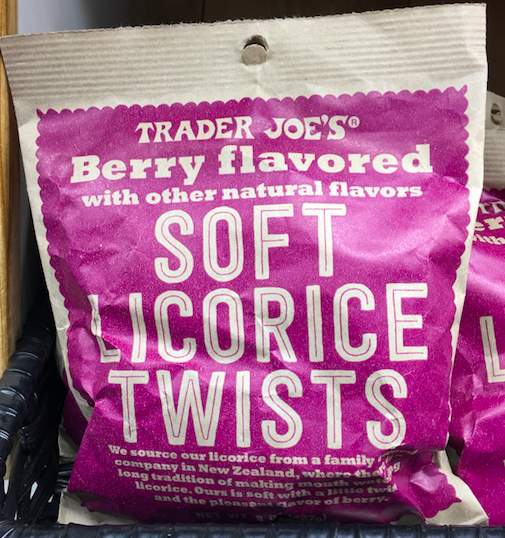 TRADER JOE'S®
Berry flavored
with other natural flavors
SOFT
LICORICE
TWISTS
We source our licorice from a family
company in New Zealand, where
long tradition of making mouth
licorice. Ours is soft with a little
and the pleasant flavor of berry.
NET WT.
L